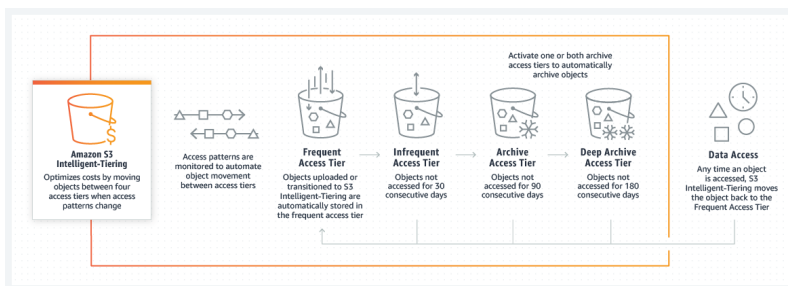 Activate one or both archive
access tiers to automatically
archive objects
Amazon S3
Intelligent-Tiering
Optimizes costs by moving
objects between four
access tiers when access
patterns change
Access patterns are
monitored to automate
object movement
between access tiers
Frequent
Access Tier
Objects uploaded or
transitioned to S3
Intelligent-Tiering are
automatically stored in
the frequent access tier
Infrequent
Access Tier
Objects not
accessed for 30
consecutive days
Archive
Access Tier
Objects not
accessed for 90
consecutive days
Deep Archive
Access Tier
Objects not
accessed for 180
consecutive days
Data Access
Any time an object
is accessed, S3
Intelligent-Tiering moves
the object back to the
Frequent Access Tier